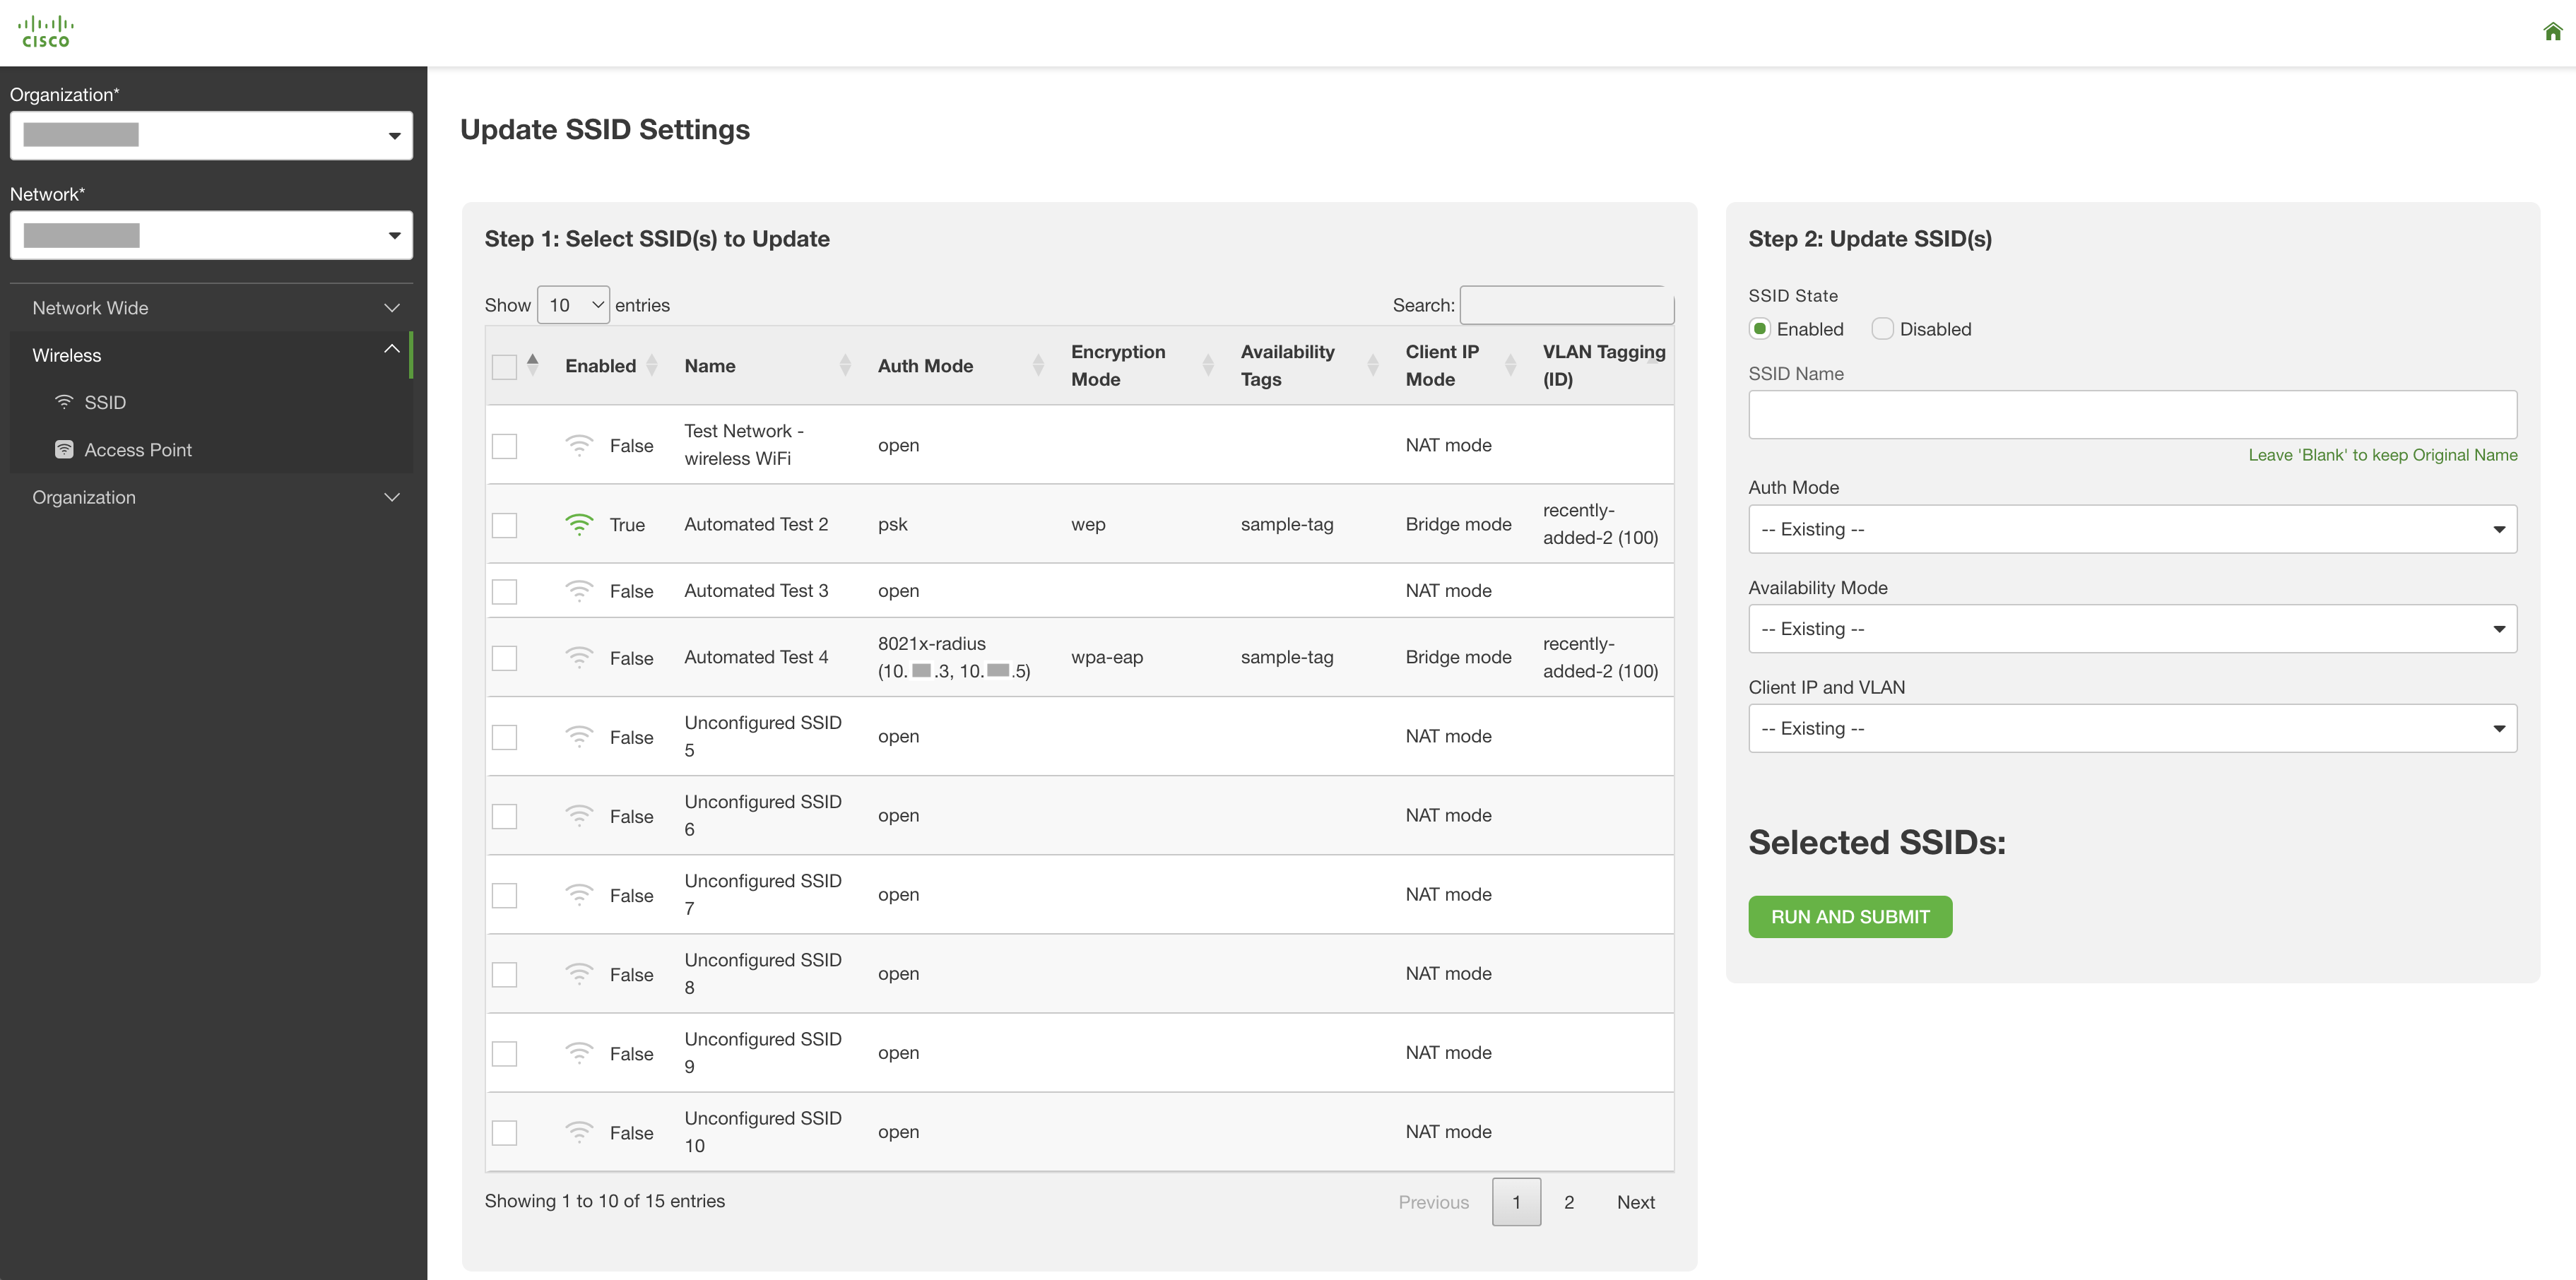 CISCO
Organization*
Network*
Network Wide
Wireless
SSID
Access Point
Organization
Update SSID Settings
Step 1: Select SSID(s) to Update
Show 10 entries
Search:
Enabled Name Auth Mode Encryption Mode Availability Tags Client IP Mode VLAN Tagging (ID)
False Test Network - wireless WiFi open NAT mode
True Automated Test 2 psk wep sample-tag Bridge mode recently-added-2 (100)
False Automated Test 3 open NAT mode
False Automated Test 4 8021x-radius (10. .3, 10. .5) wpa-eap sample-tag Bridge mode recently-added-2 (100)
False Unconfigured SSID 5 open NAT mode
False Unconfigured SSID 6 open NAT mode
False Unconfigured SSID 7 open NAT mode
False Unconfigured SSID 8 open NAT mode
False Unconfigured SSID 9 open NAT mode
False Unconfigured SSID 10 open NAT mode
Showing 1 to 10 of 15 entries
Previous 1 2 Next
Step 2: Update SSID(s)
SSID State
Enabled Disabled
SSID Name
Leave 'Blank' to keep Original Name
Auth Mode
-- Existing --
Availability Mode
-- Existing --
Client IP and VLAN
-- Existing --
Selected SSIDs:
RUN AND SUBMIT